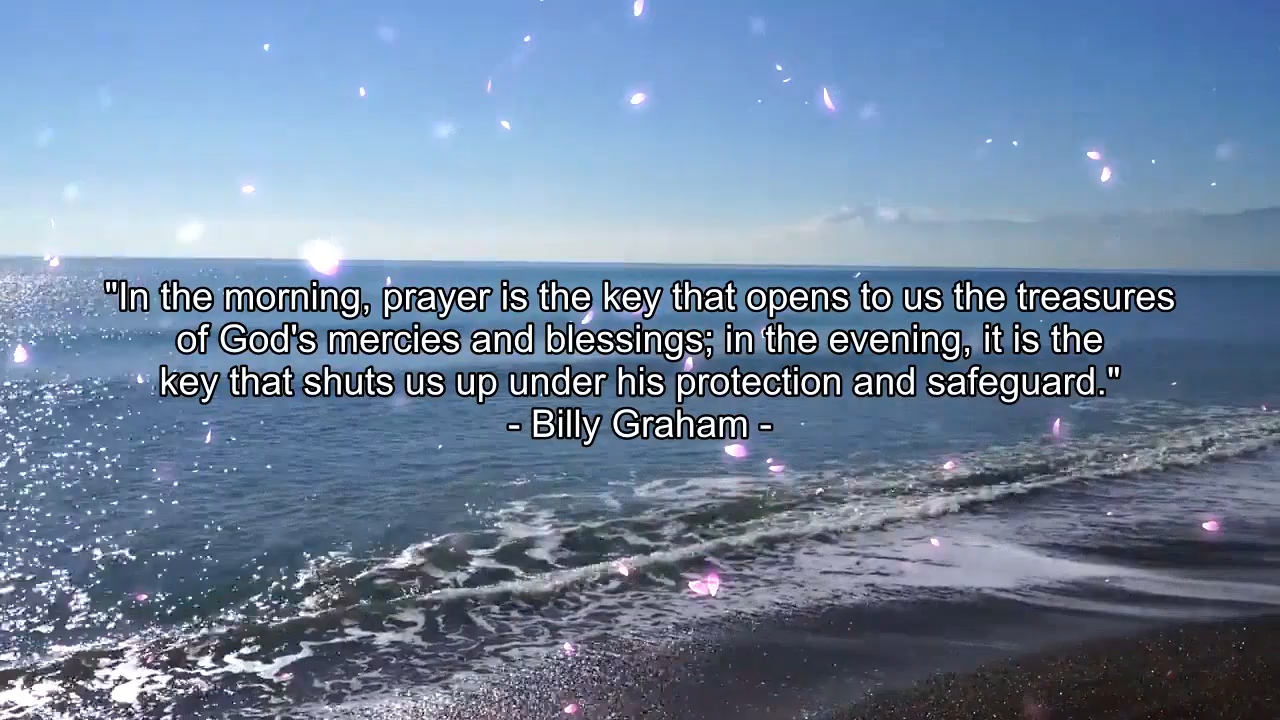 "In the morning, prayer is the key that opens to us the treasures
of God's mercies and blessings; in the evening, it is the
key that shuts us up under his protection and safeguard."
- Billy Graham -